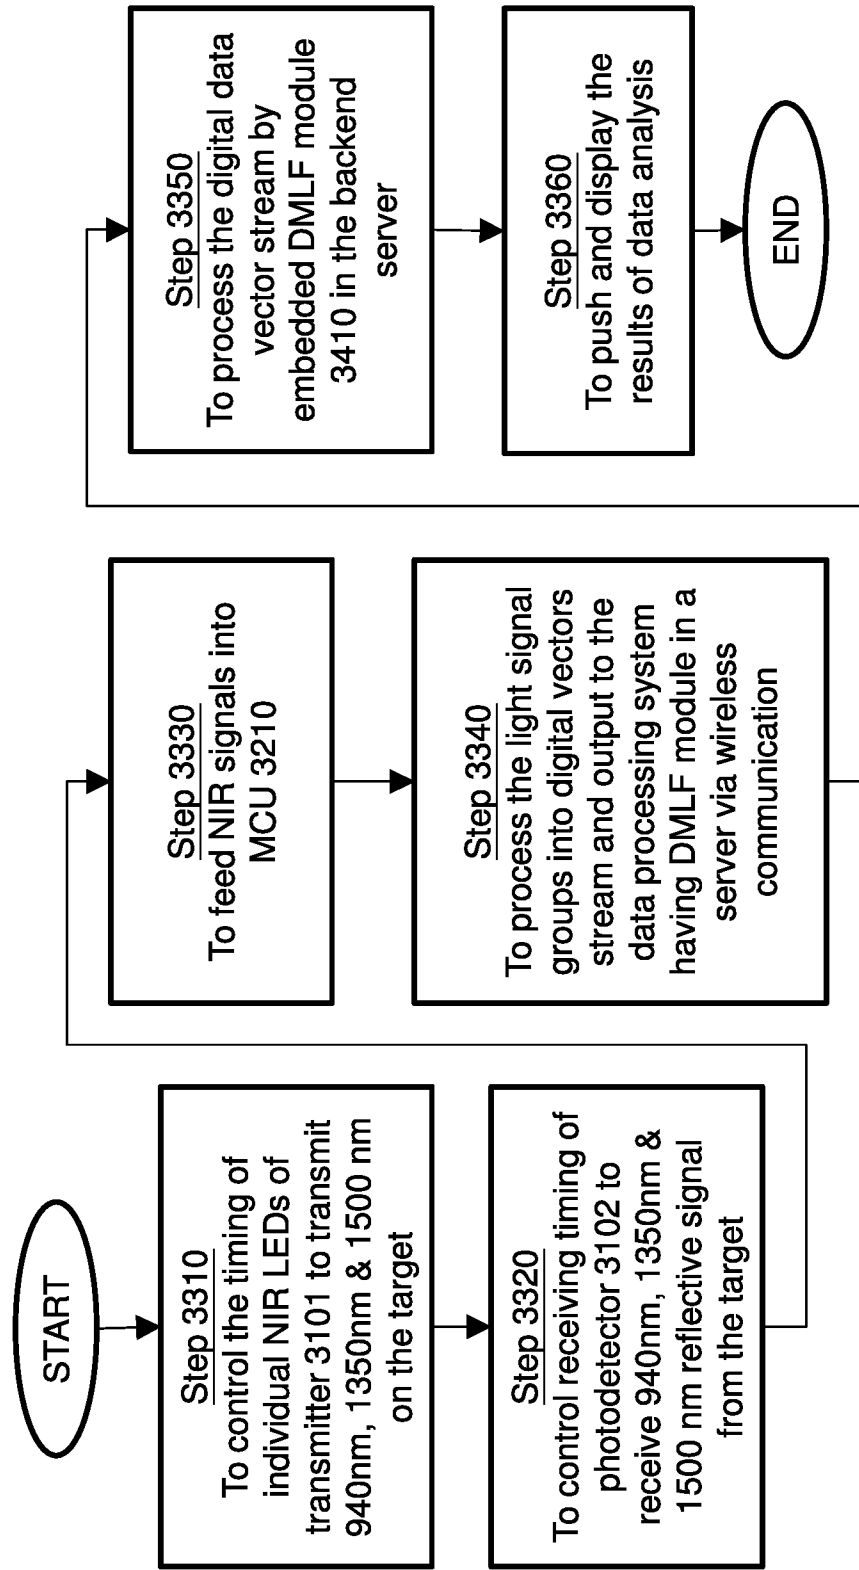 START
Step 3310
To control the timing of
individual NIR LEDs of
transmitter 3101 to transmit
940nm, 1350nm & 1500 nm
on the target
Step 3320
To control receiving timing of
photodetector 3102 to
receive 940nm, 1350nm &
1500 nm reflective signal
from the target
Step 3330
To feed NIR signals into
MCU 3210
Step 3340
To process the light signal
groups into digital vectors
stream and output to the
data processing system
having DMLF module in a
server via wireless
communication
Step 3350
To process the digital data
vector stream by
embedded DMLF module
3410 in the backend
server
Step 3360
To push and display the
results of data analysis
END